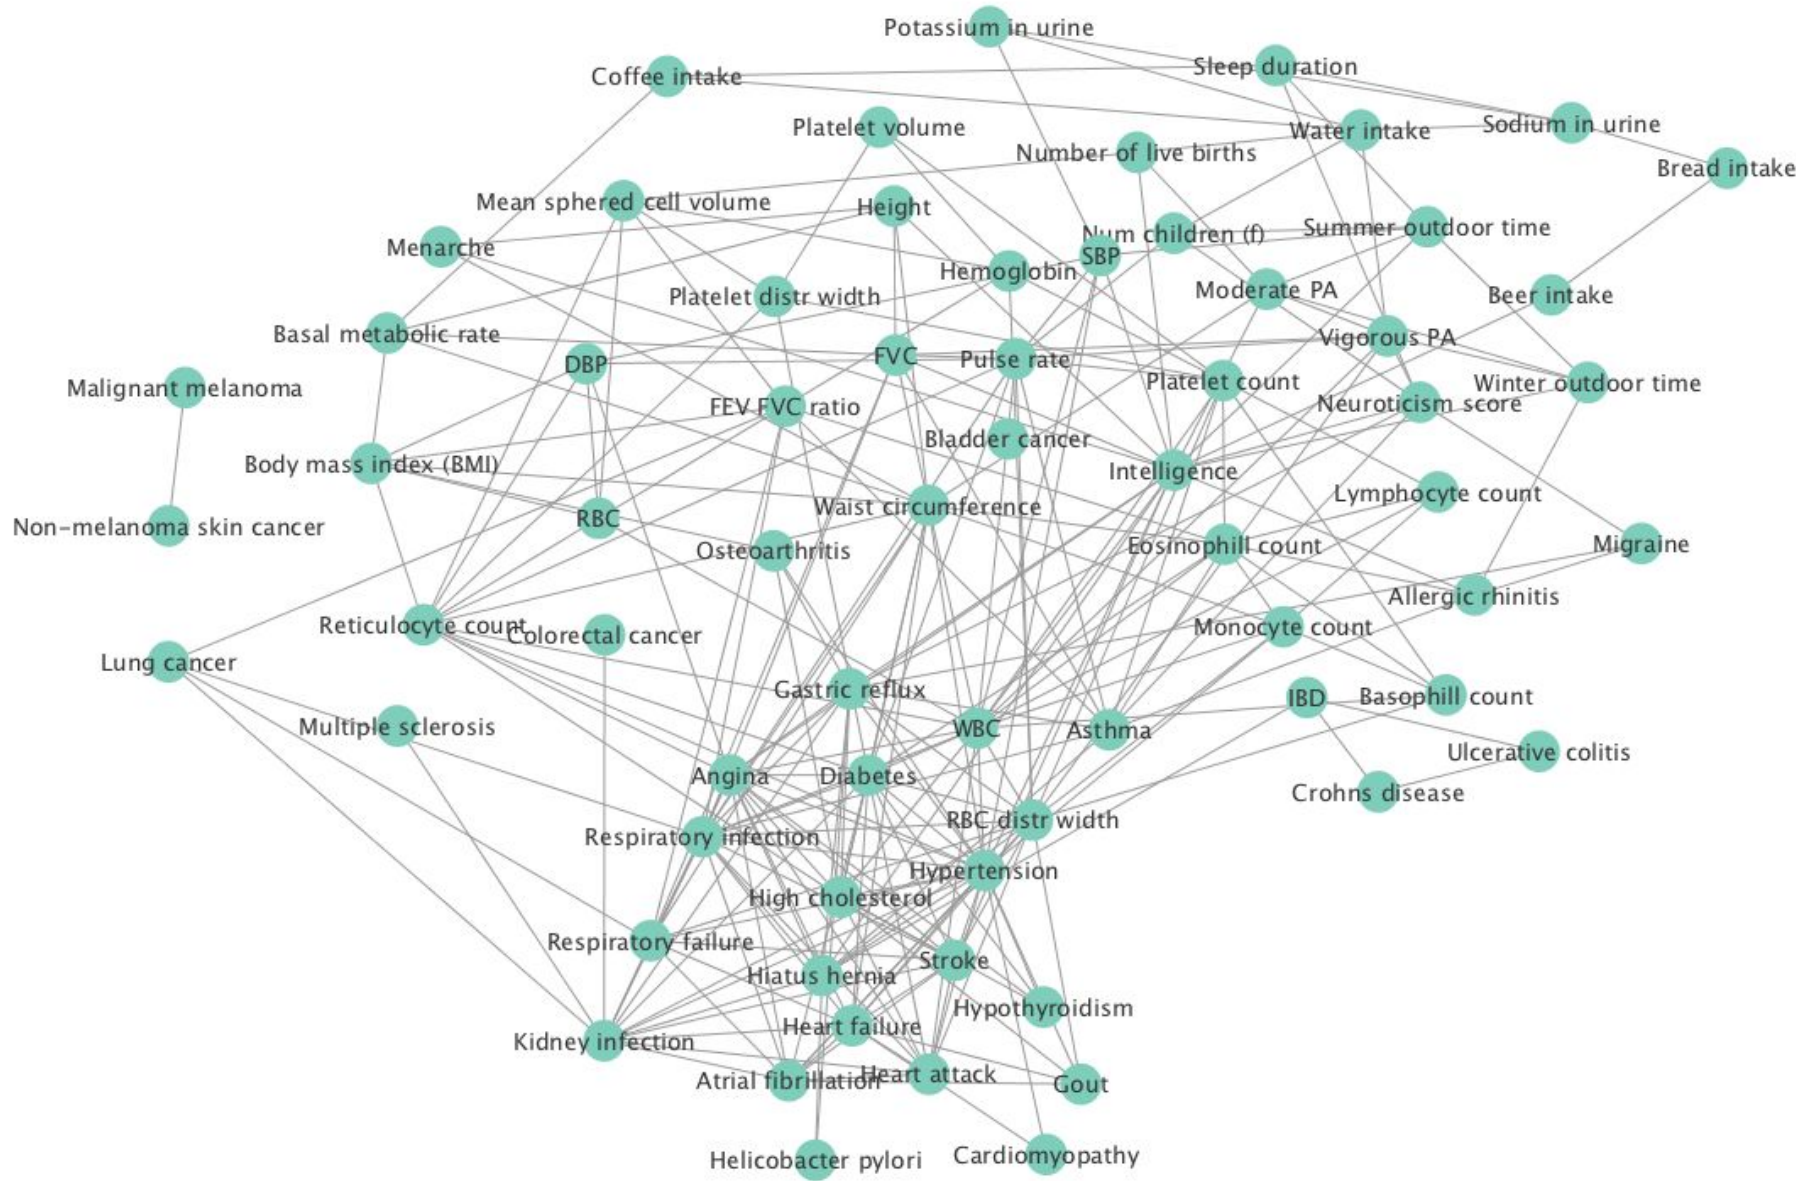 Potassium in urine
Coffee intake
Sleep duration
Platelet volume
Water intake
Sodium in urine
Number of live births
Bread intake
Mean sphered cell volume
Height
Menarche
Num children (f)
Summer outdoor time
SBP
Hemoglobin
Platelet distr width
Moderate PA
Beer intake
Basal metabolic rate
Vigorous PA
DBP
FVC
Pulse rate
Malignant melanoma
Platelet count
Winter outdoor time
FEV FVC ratio
Neuroticism score
Bladder cancer
Body mass index (BMI)
Intelligence
Lymphocyte count
Waist circumference
Non-melanoma skin cancer
RBC
Osteoarthritis
Eosinophill count
Migraine
Allergic rhinitis
Reticulocyte count
Colorectal cancer
Monocyte count
Lung cancer
Gastric reflux
IBD
Basophill count
Multiple sclerosis
WBC
Asthma
Ulcerative colitis
Angina
Diabetes
Crohns disease
RBC distr width
Respiratory infection
Hypertension
High cholesterol
Respiratory failure
Stroke
Hiatus hernia
Hypothyroidism
Heart failure
Kidney infection
Atrial fibrillation
Heart attack
Gout
Helicobacter pylori
Cardiomyopathy